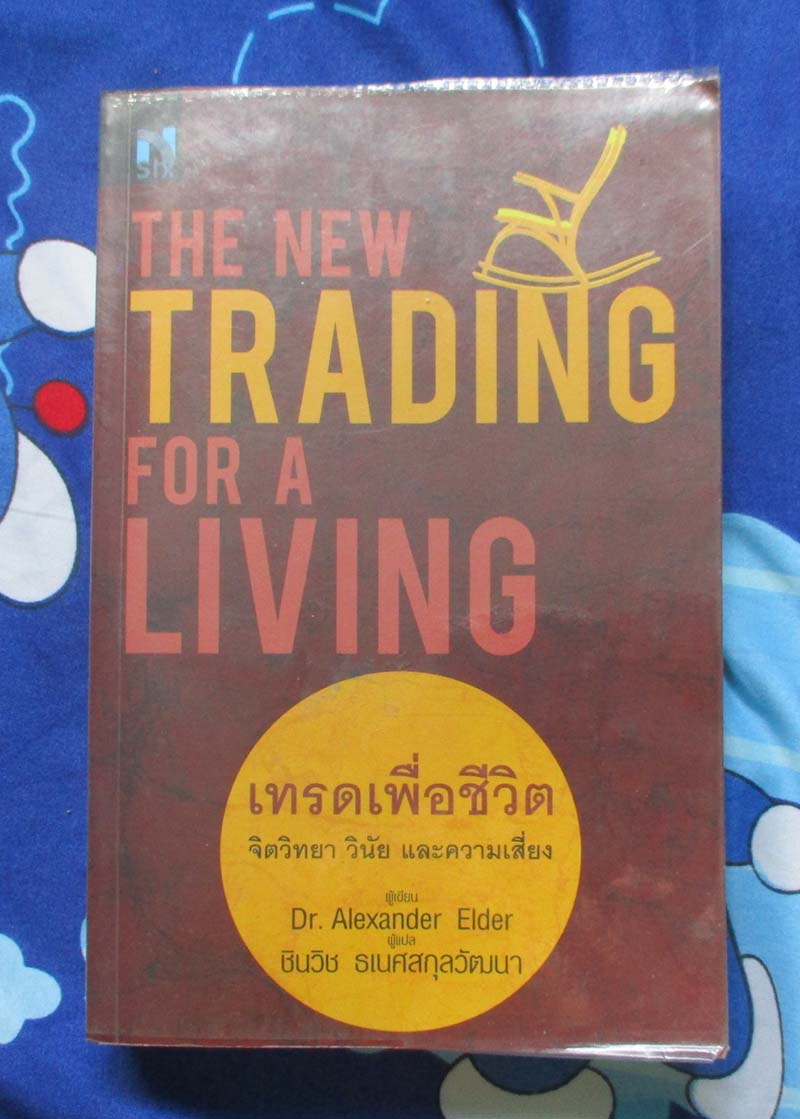 N
SIX
THE NEW
TRADING
FOR A
LIVING
เทรดเพื่อชีวิต
จิตวิทยา วินัย และความเสี่ยง
ผู้เขียน
Dr. Alexander Elder
ผู้แปล
ชินวิช ธเนศสกุลวัฒนา